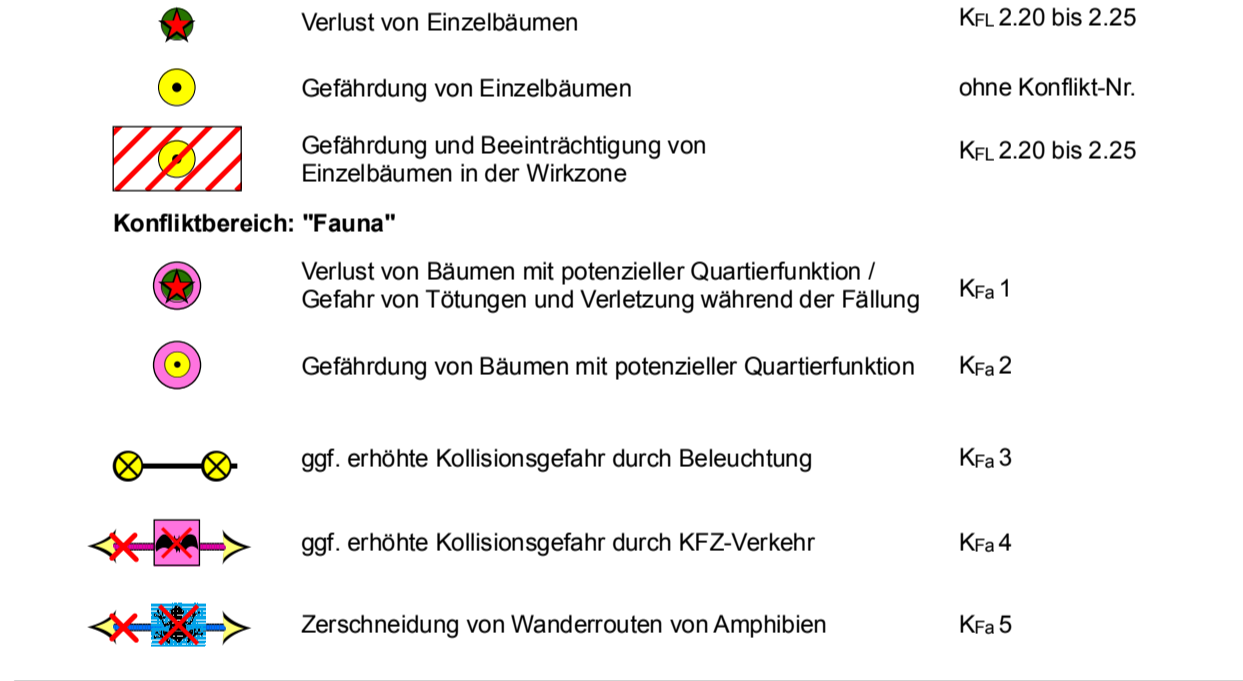 Verlust von Einzelbäumen KFL 2.20 bis 2.25
Gefährdung von Einzelbäumen ohne Konflikt-Nr.
Gefährdung und Beeinträchtigung von
Einzelbäumen in der Wirkzone KFL 2.20 bis 2.25
Konfliktbereich: "Fauna"
Verlust von Bäumen mit potenzieller Quartierfunktion /
Gefahr von Tötungen und Verletzung während der Fällung KFa 1
Gefährdung von Bäumen mit potenzieller Quartierfunktion KFa 2
ggf. erhöhte Kollisionsgefahr durch Beleuchtung KFa 3
ggf. erhöhte Kollisionsgefahr durch KFZ-Verkehr KFa 4
Zerschneidung von Wanderrouten von Amphibien KFa 5